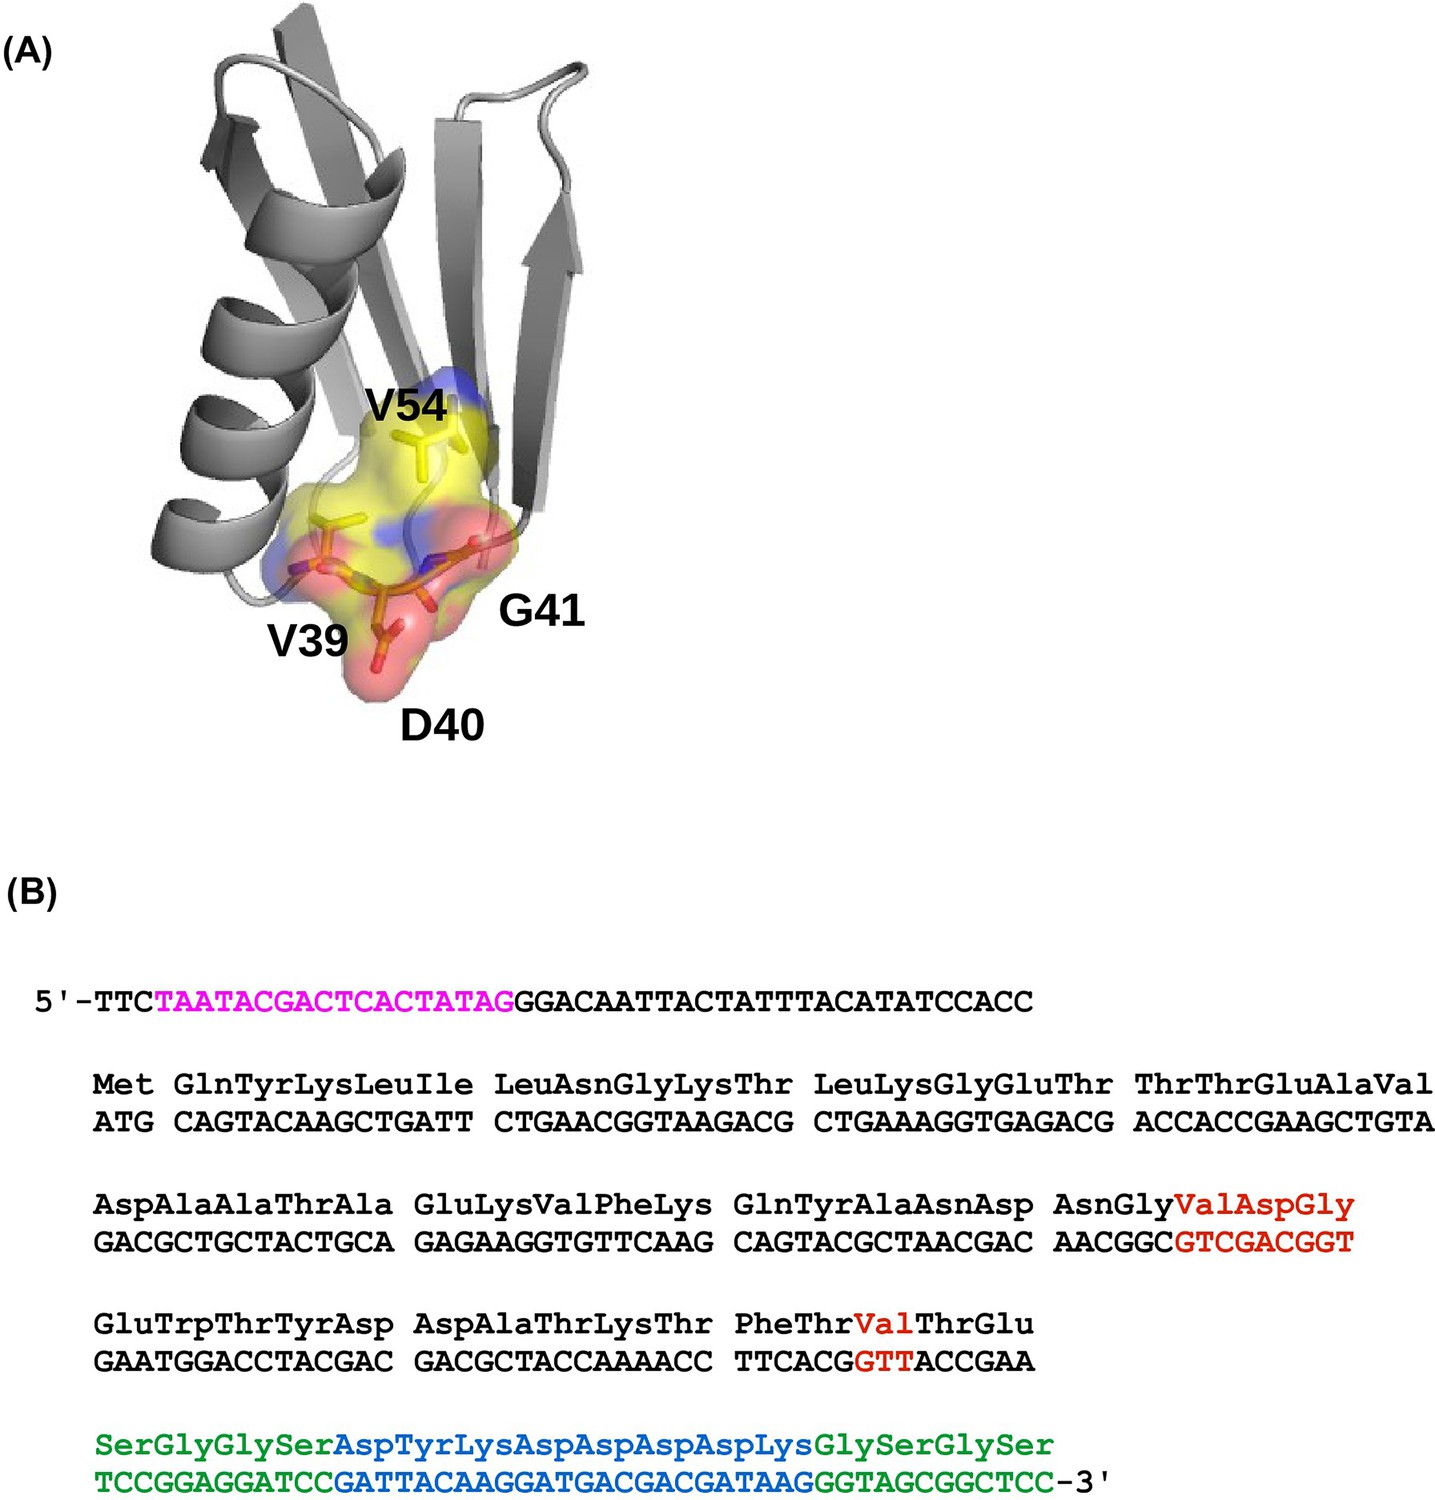 (A)
V54
G41
V39
D40
(B)
5'-TTCTAATACGACTCACTATAGGGACAATTACTATTTACATATCCACC
Met GlnTyrLysLeuIle LeuAsnGlyLysThr LeuLysGlyGluThr ThrThrGluAlaVal
ATG CAGTACAAGCTGATT CTGAACGGTAAGACG CTGAAAGGTGAGACG ACCACCGAAGCTGTA
AspAlaAlaThrAla GluLysValPheLys GlnTyrAlaAsnAsp AsnGlyValAspGly
GACGCTGCTACTGCA GAGAAGGTGTTCAAG CAGTACGCTAACGAC AACGGCGTCGACGGT
GluTrpThrTyrAsp AspAlaThrLysThr PheThrValThrGlu
GAATGGACCTACGAC GACGCTACCAAAACC TTCACGGTTACCGAA
SerGlyGlySerAspTyrLysAspAspAspAspLysGlySerGlySer
TCCGGAGGATCCGATTACAAGGATGACGACGATAAGGGTAGCGGCTCC-3'